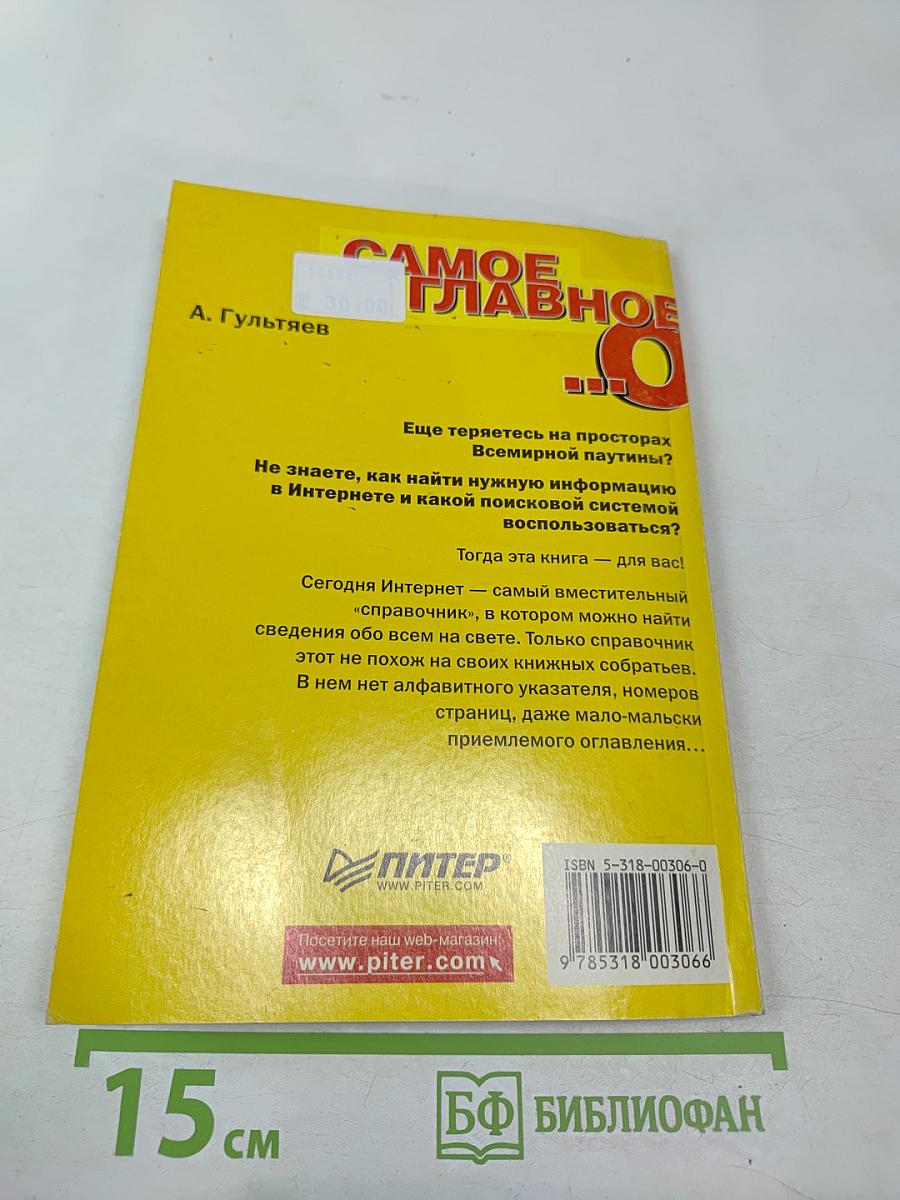 САМОЕ
ГЛАВНОЕ
...О
30.00
А. Гультяев
Еще теряетесь на просторах
Всемирной паутины?
Не знаете, как найти нужную информацию
в Интернете и какой поисковой системой
воспользоваться?
Тогда эта книга — для вас!
Сегодня Интернет — самый вместительный
«справочник», в котором можно найти
сведения обо всем на свете. Только справочник
этот не похож на своих книжных собратьев.
В нем нет алфавитного указателя, номеров
страниц, даже мало-мальски
приемлемого оглавления...
ПИТЕР®
WWW.PITER.COM
Посетите наш web-магазин:
www.piter.com
ISBN 5-318-00306-0
9 785318 003066
15 см
БФ БИБЛИОФАН